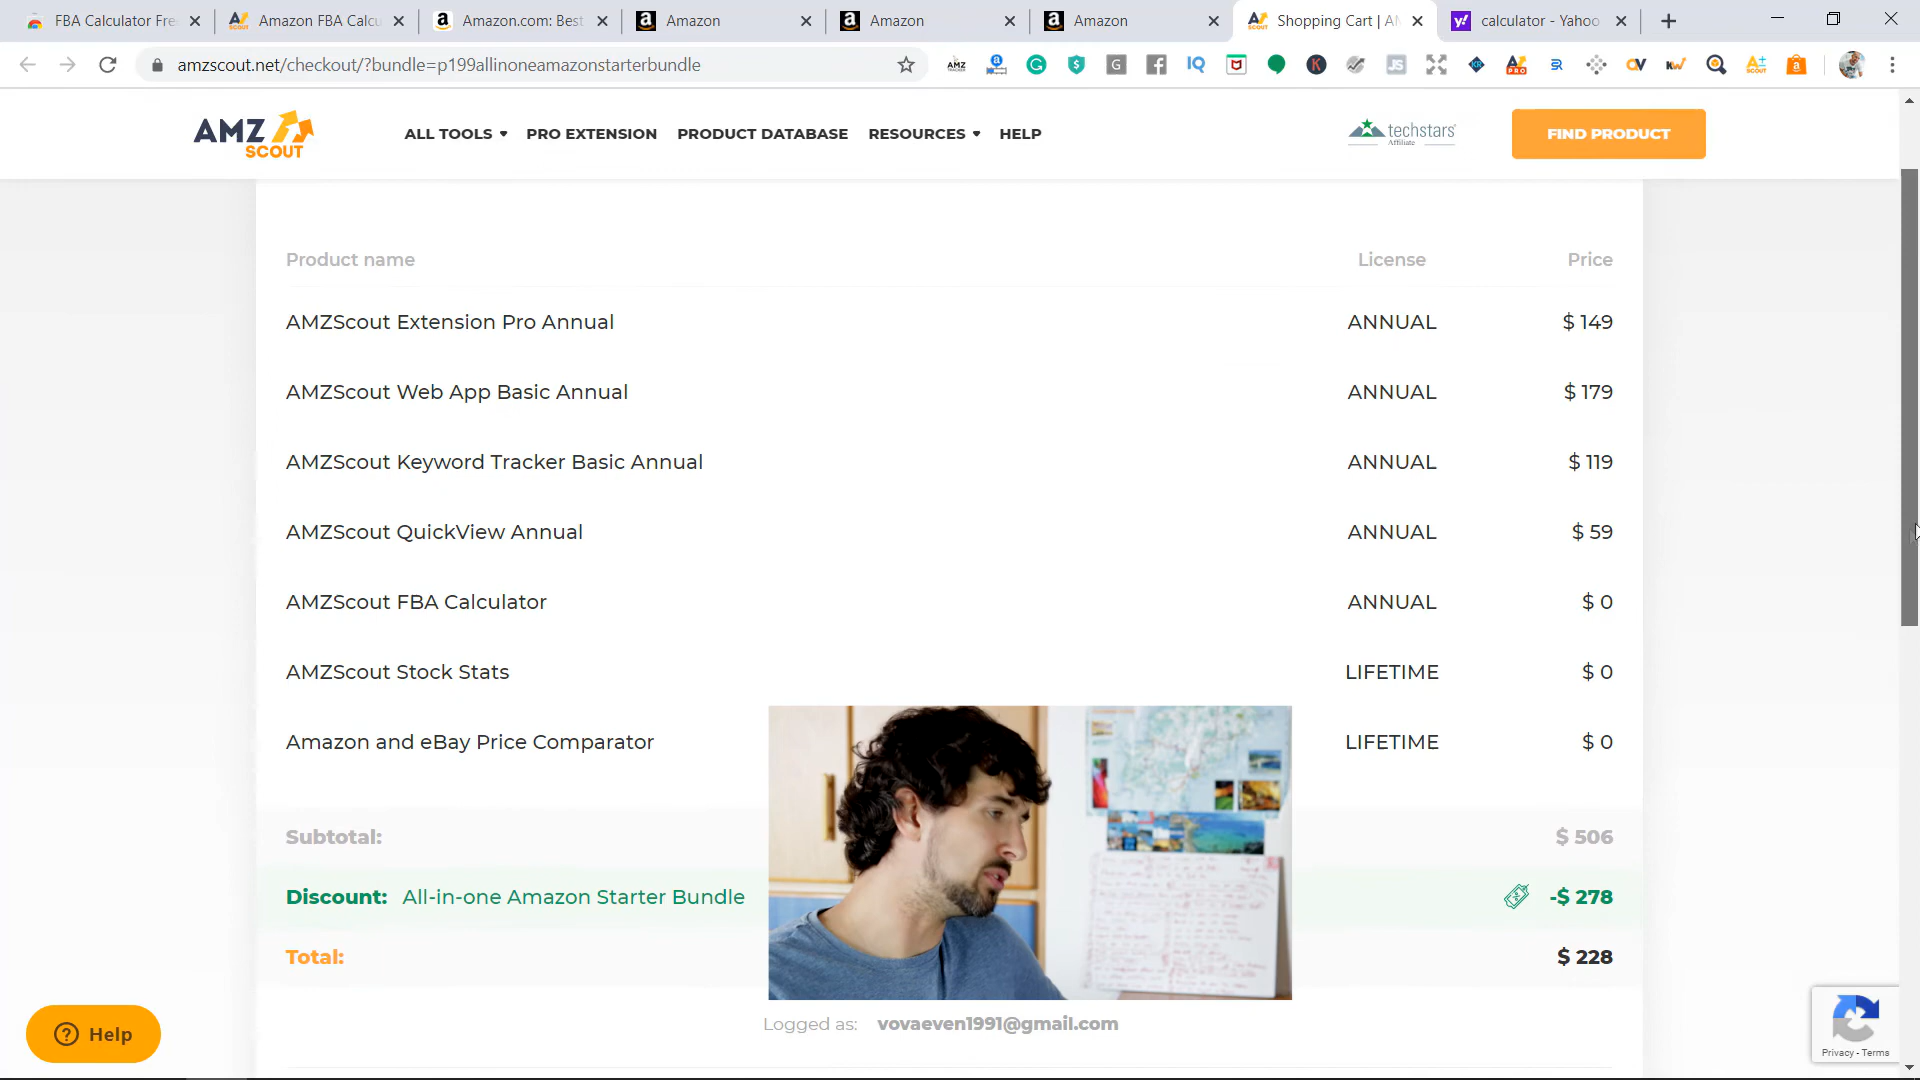 FBA Calculator Fre
Amazon FBA Calcu
Amazon.com: Best
Amazon
Amazon
Amazon
Shopping Cart | AM
calculator - Yahoo
amzscout.net/checkout/?bundle=p199allinoneamazonstarterbundle
AMZ
SCOUT
ALL TOOLS
PRO EXTENSION
PRODUCT DATABASE
RESOURCES
HELP
techstars
Affiliate
FIND PRODUCT
Product name License Price
AMZScout Extension Pro Annual ANNUAL $ 149
AMZScout Web App Basic Annual ANNUAL $ 179
AMZScout Keyword Tracker Basic Annual ANNUAL $ 119
AMZScout QuickView Annual ANNUAL $ 59
AMZScout FBA Calculator ANNUAL $ 0
AMZScout Stock Stats LIFETIME $ 0
Amazon and eBay Price Comparator LIFETIME $ 0
Subtotal: $ 506
Discount: All-in-one Amazon Starter Bundle -$ 278
Total: $ 228
Logged as: vovaeven1991@gmail.com
Help
Privacy - Terms